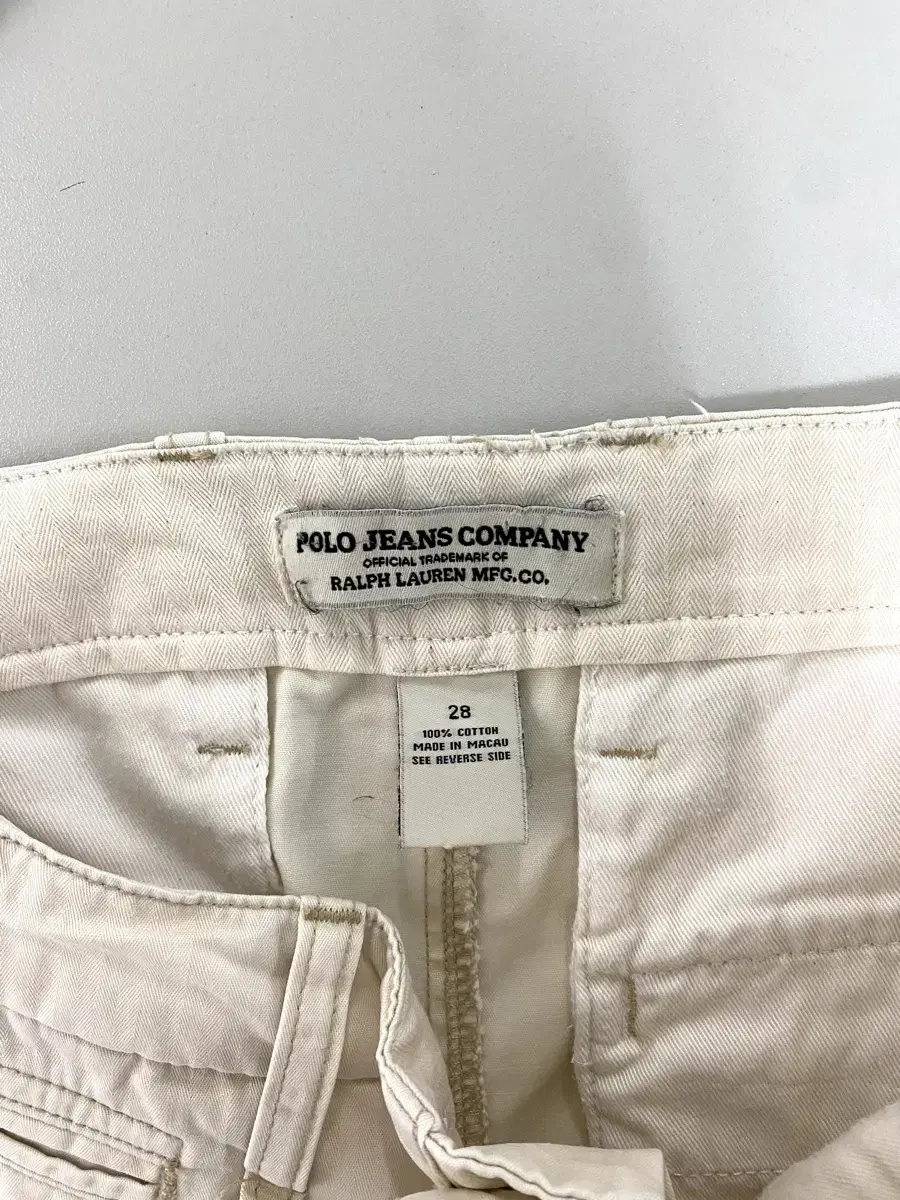 POLO JEANS COMPANY
OFFICIAL TRADEMARK OF
RALPH LAUREN MFG.CO.
28
100% COTTON
MADE IN MACAU
SEE REVERSE SIDE